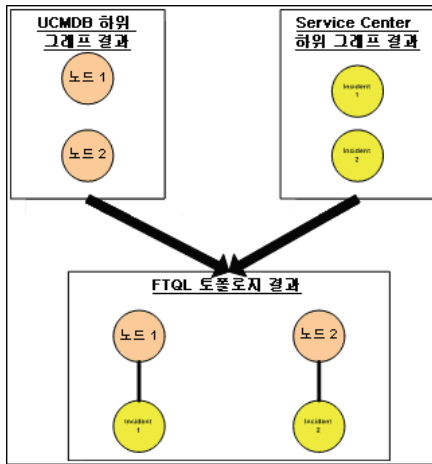 UCMDB 하위
그래프 결과
노드 1
노드 2
Service Center
하위 그래프 결과
Incident
1
Incident
2
FTQL 토폴로지 결과
노드 1
노드 2
Incident
1
Incident
2